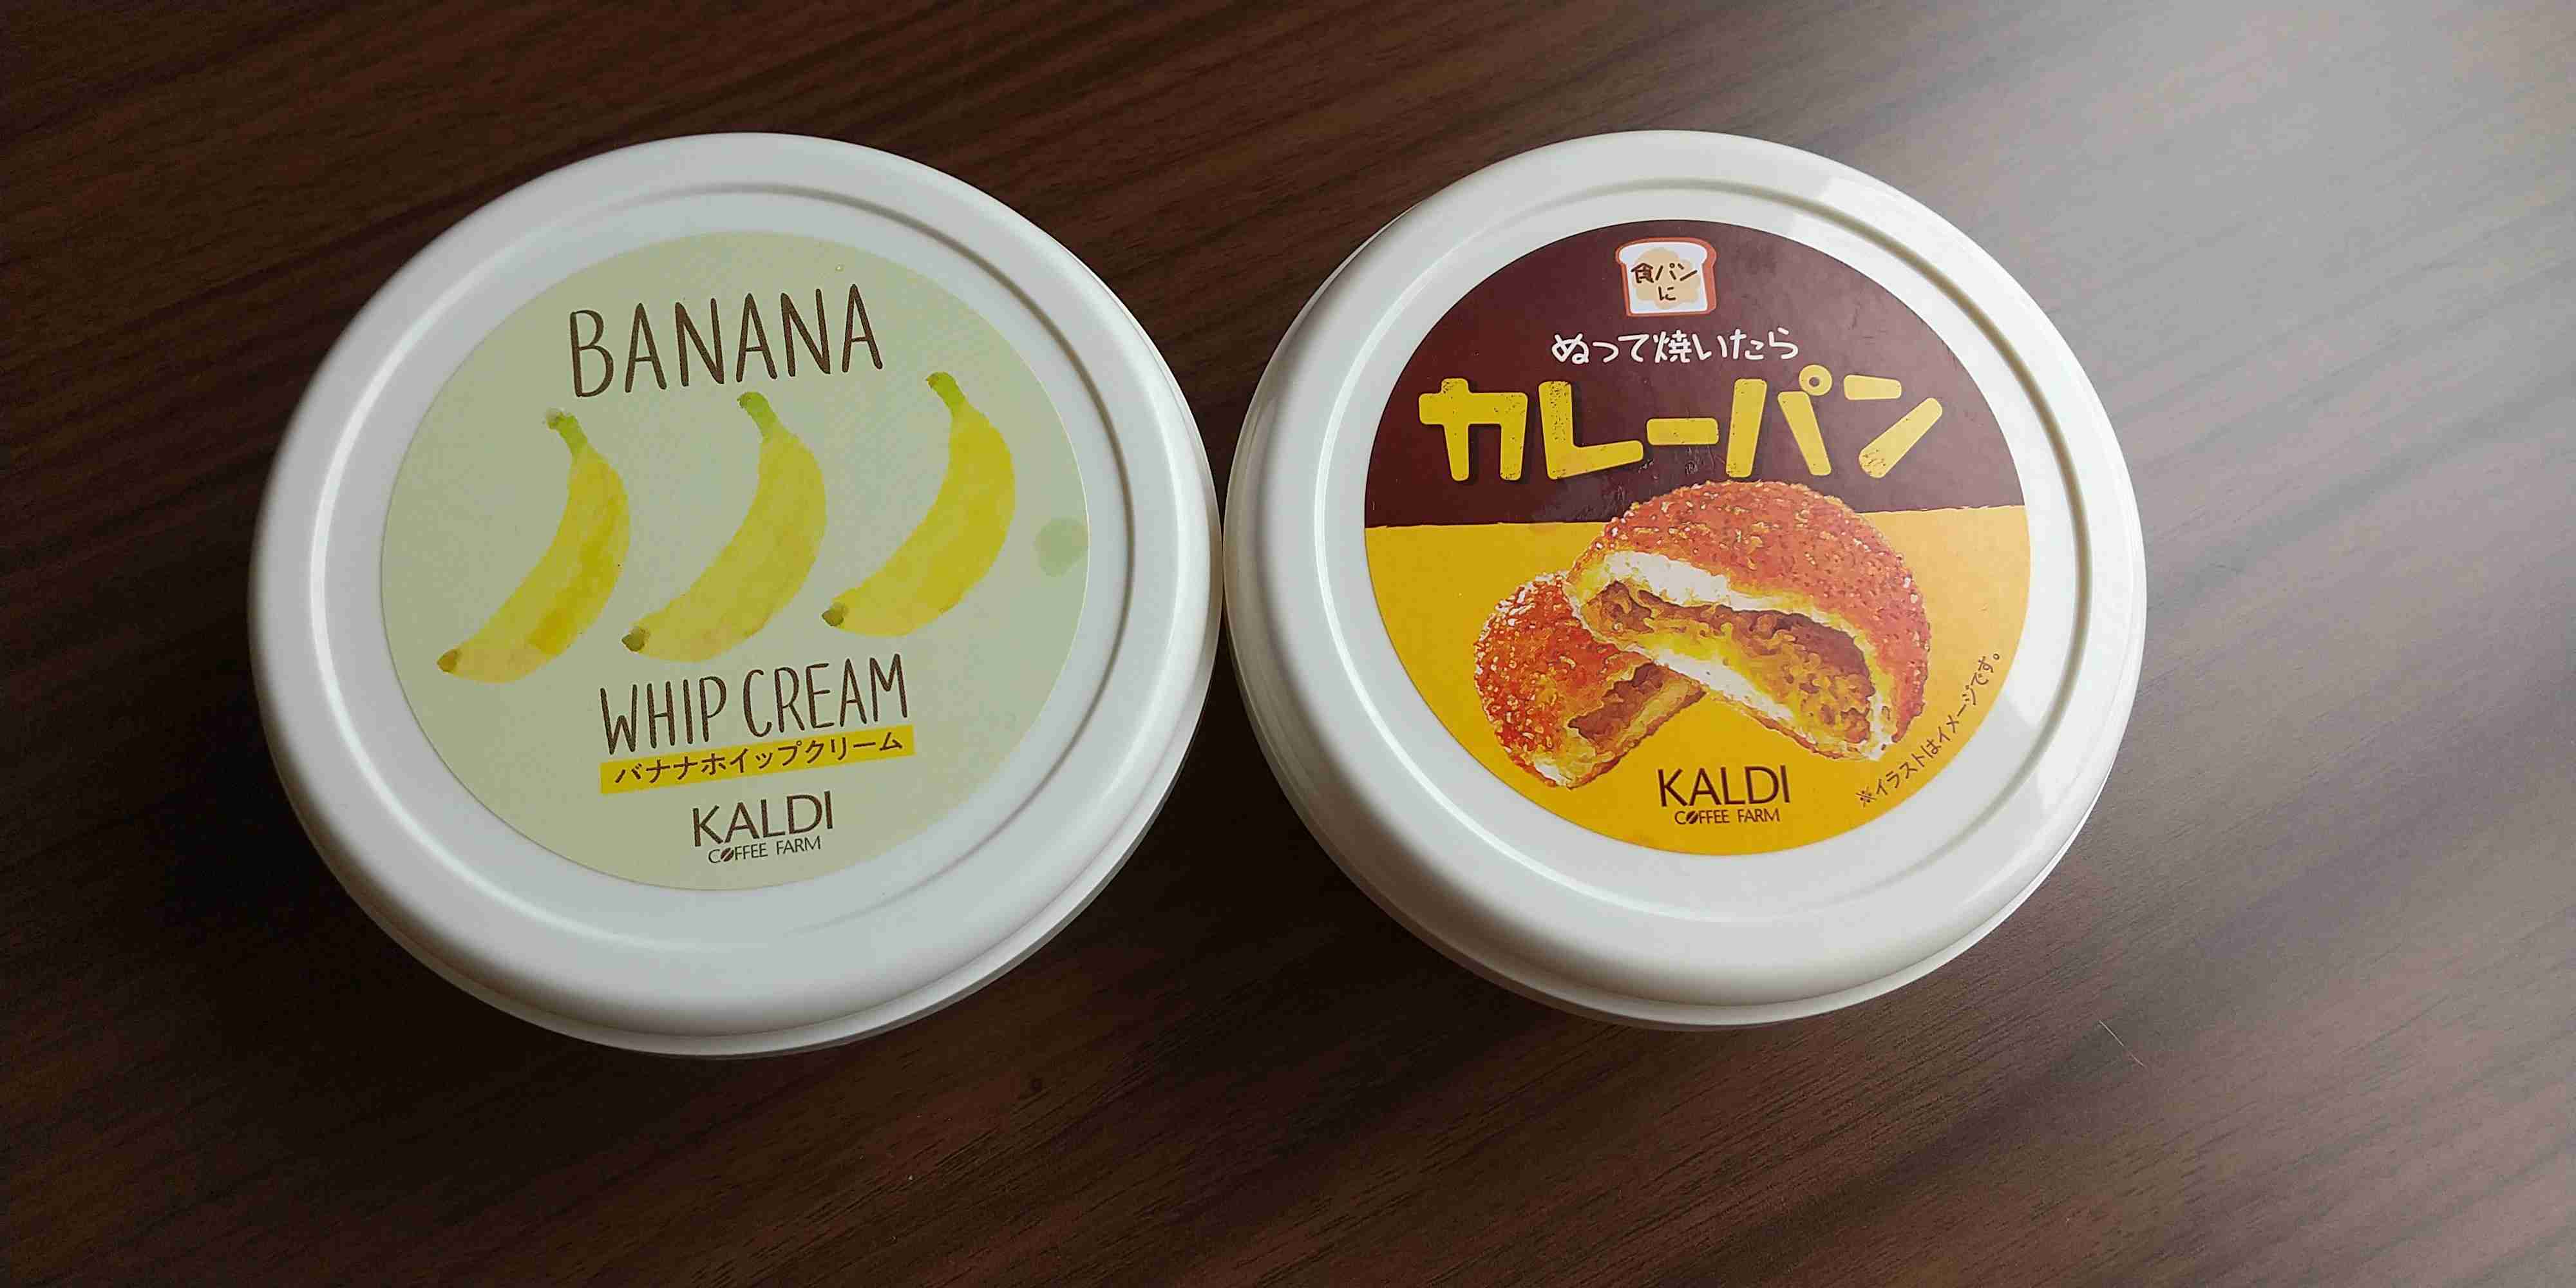 BANANA
WHIP CREAM
バナナホイップクリーム
KALDI
COFFEE FARM
食パン
に
ぬって焼いたら
カレーパン
KALDI
COFFEE FARM
※イラストはイメージです。